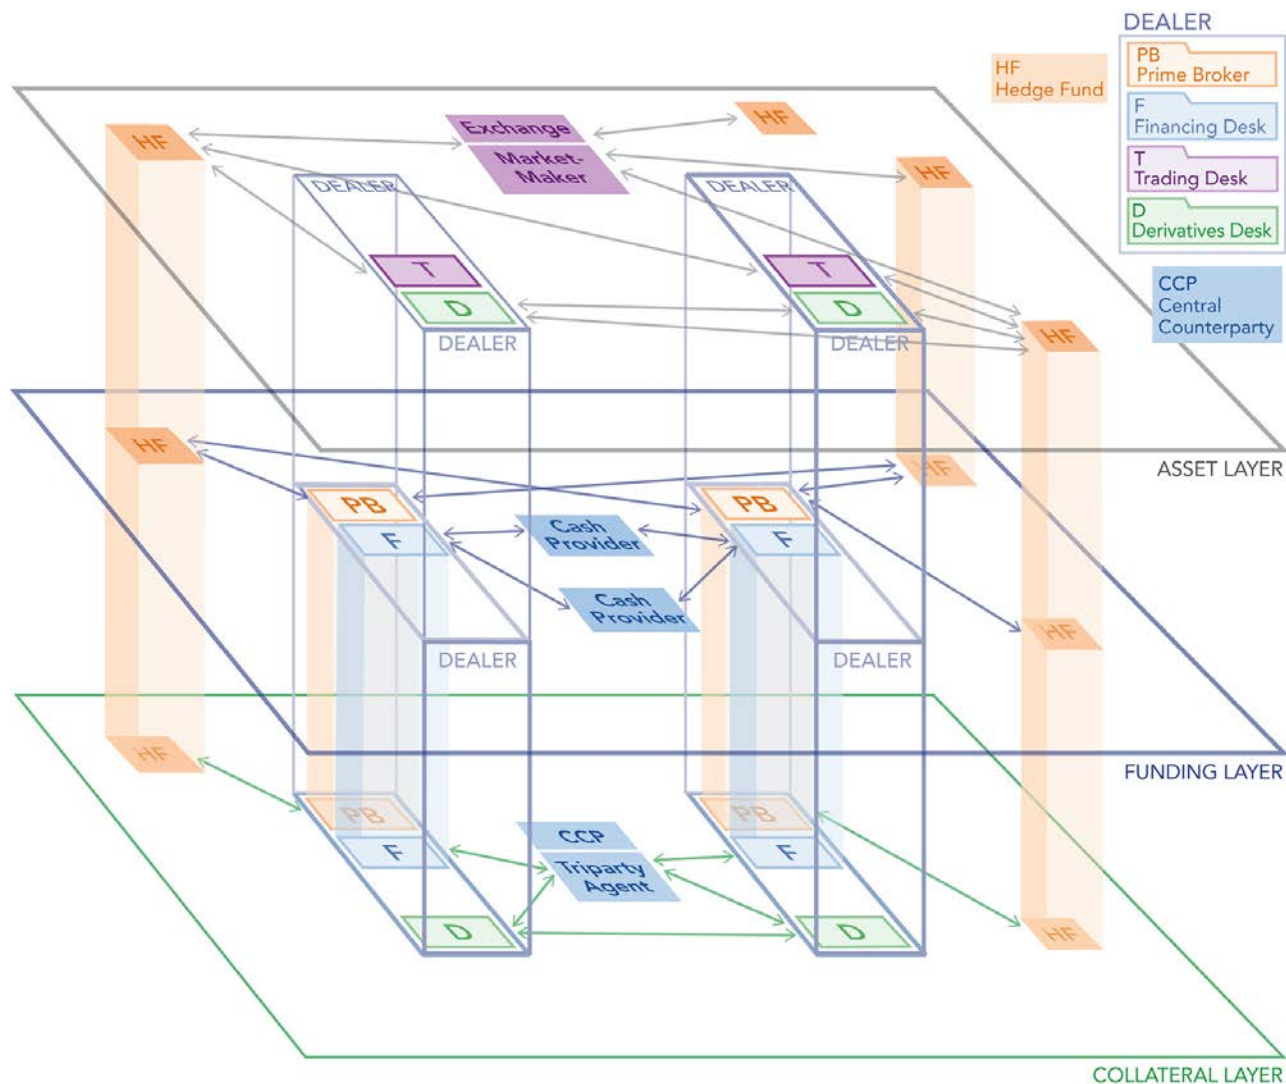 DEALER
PB
Prime Broker
HF
Hedge Fund
F
Financing Desk
T
Trading Desk
D
Derivatives Desk
CCP
Central
Counterparty
HF
Exchange
HF
Market-
Maker
HF
DEALER
DEALER
T
T
D
D
HF
DEALER
DEALER
HF
HF
ASSET LAYER
PB
PB
F
Cash
Provider
F
Cash
Provider
HF
DEALER
DEALER
HF
FUNDING LAYER
PB
PB
F
CCP
F
Triparty
Agent
D
D
HF
COLLATERAL LAYER